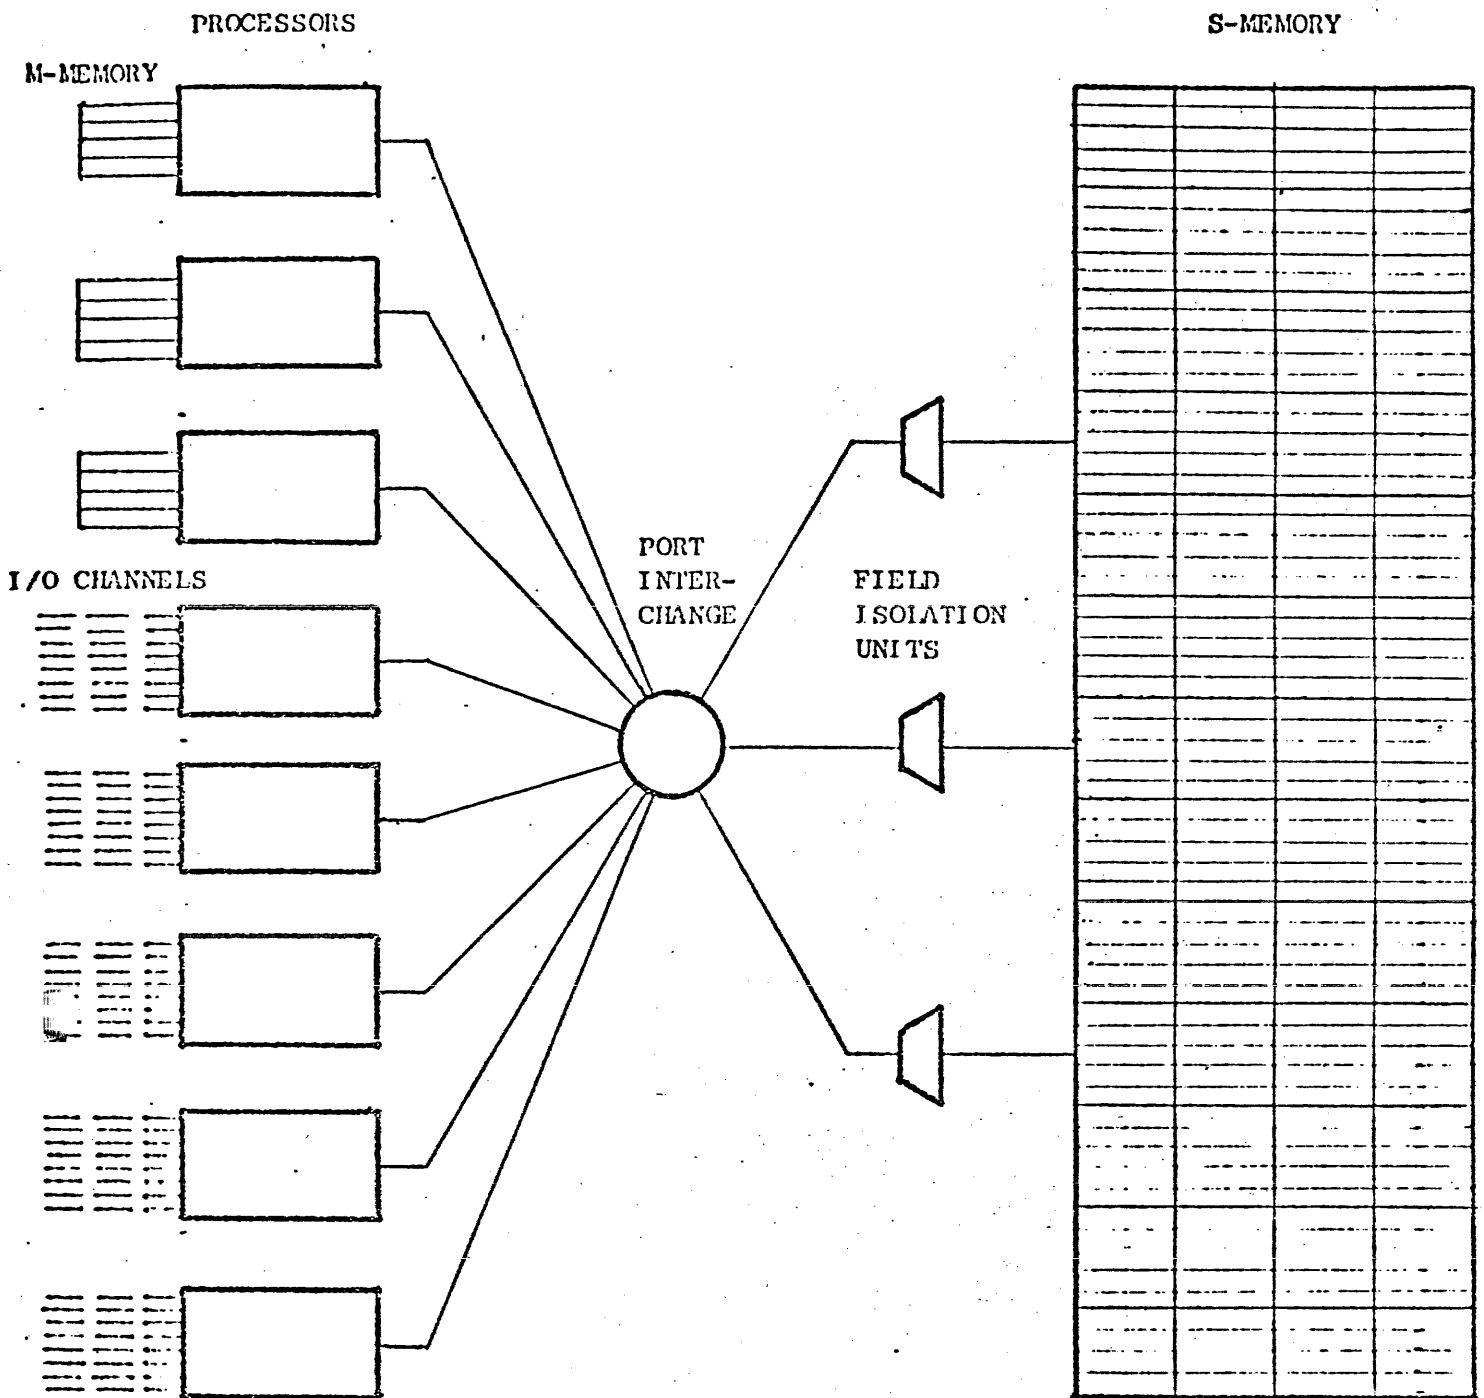 PROCESSORS
S-MEMORY
M-MEMORY
PORT
INTER-
CHANGE
I/O CHANNELS
FIELD
ISOLATION
UNITS